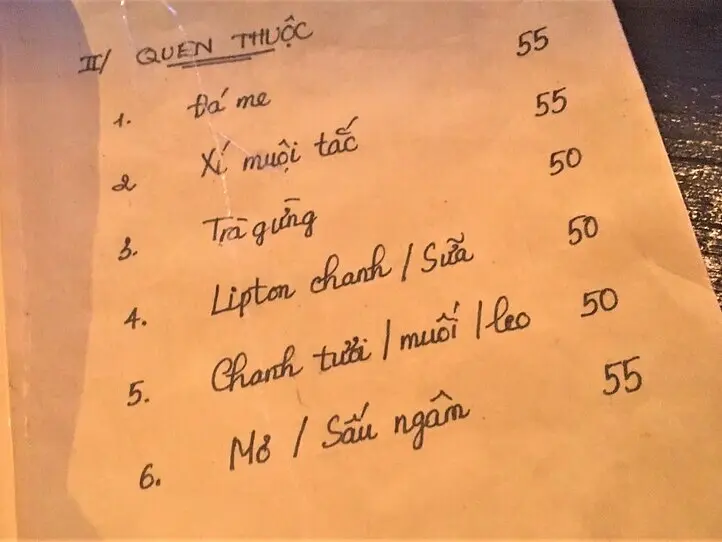 II/ QUEN THUỘC
1. Đá me 55
2 Xí muội tắc 55
3. Trà gừng 50
4. Lipton chanh / Sữa 50
5. Chanh tươi / muối / leo 50
6. Mơ / Sấu ngâm 55